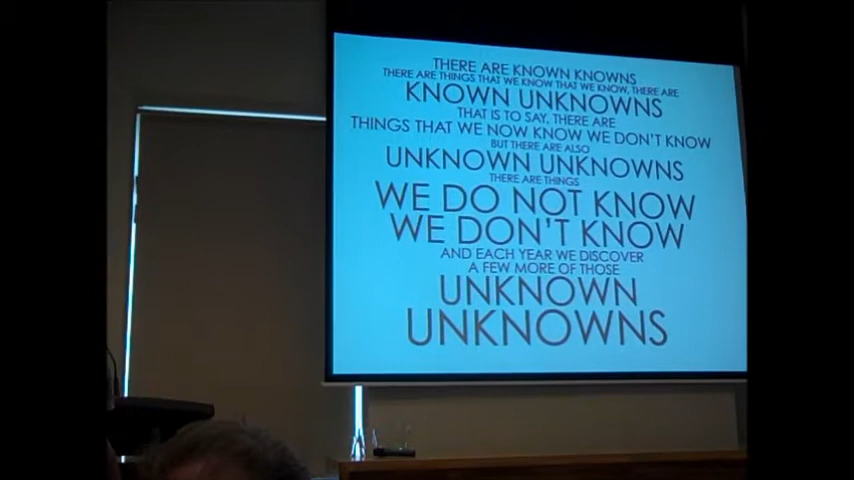 THERE ARE KNOWN KNOWNS
THERE ARE THINGS THAT WE KNOW THAT WE KNOW, THERE ARE
KNOWN UNKNOWNS
THAT IS TO SAY, THERE ARE
THINGS THAT WE NOW KNOW WE DON'T KNOW
BUT THERE ARE ALSO
UNKNOWN UNKNOWNS
THERE ARE THINGS
WE DO NOT KNOW
WE DON'T KNOW
AND EACH YEAR WE DISCOVER
A FEW MORE OF THOSE
UNKNOWN
UNKNOWNS